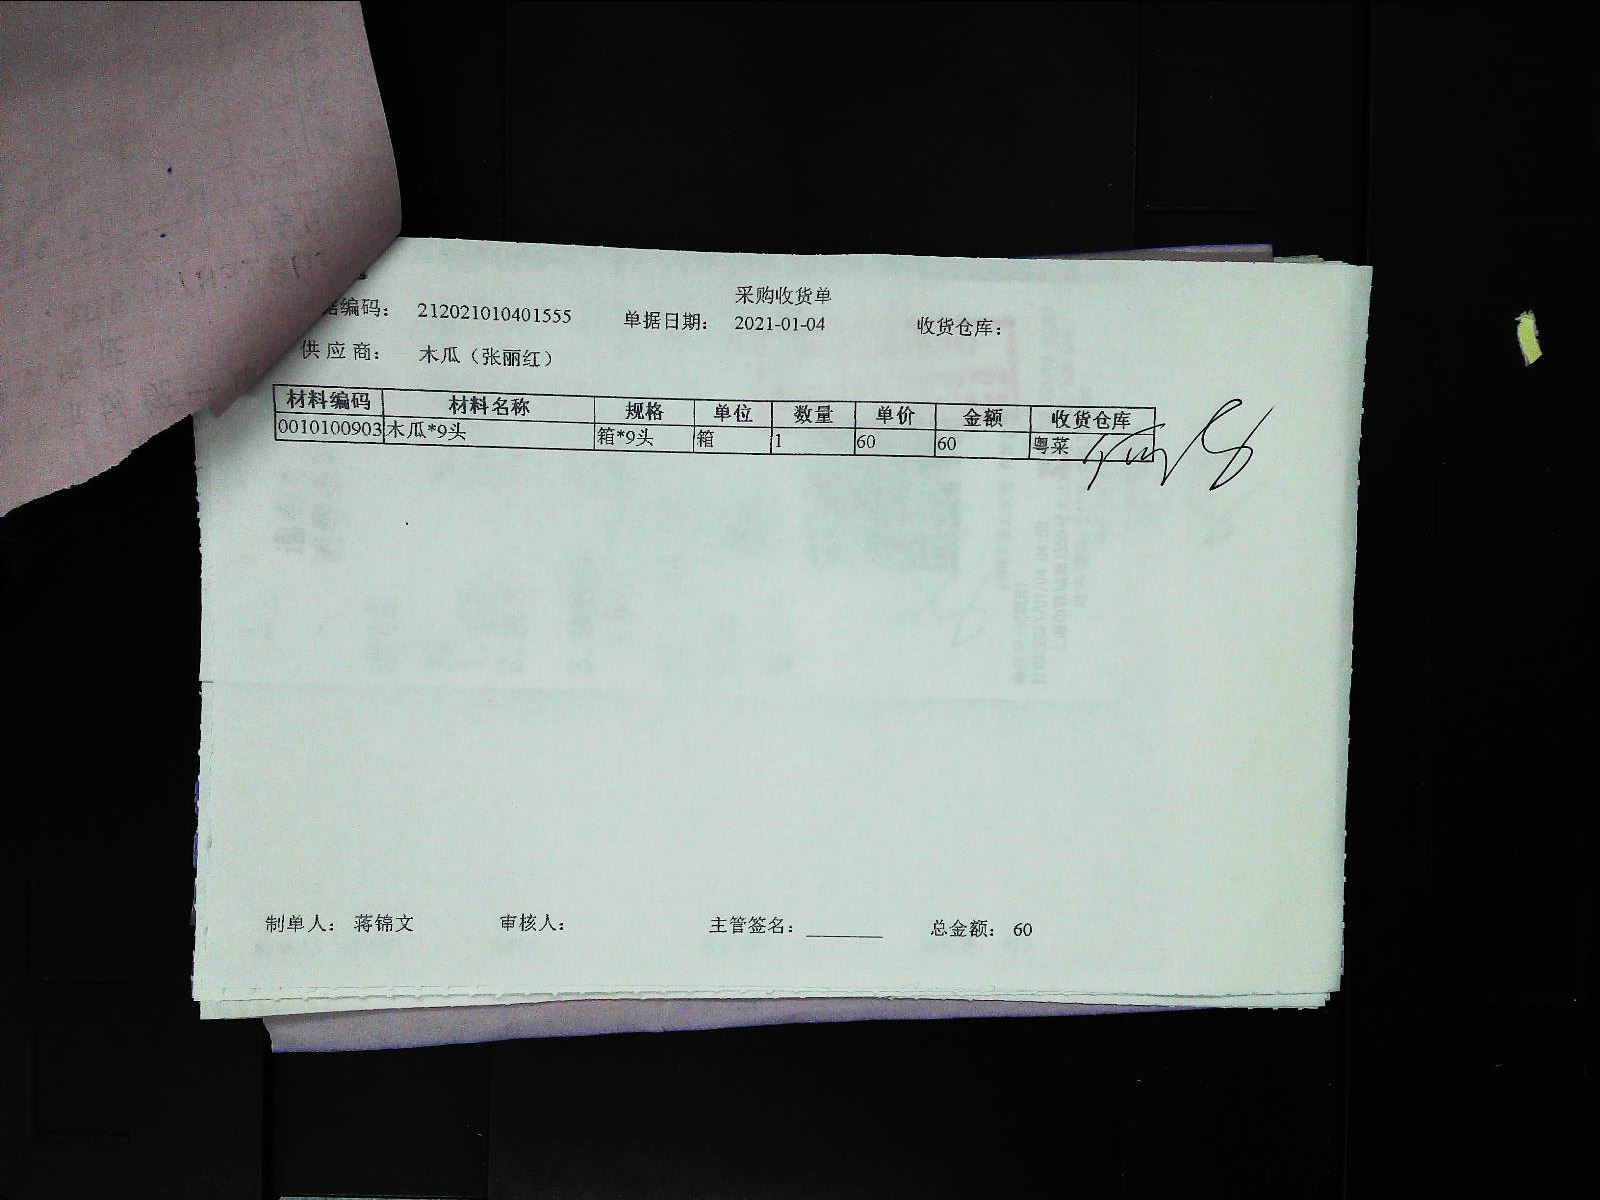 采购收货单
据编码: 212021010401555 单据日期: 2021-01-04 收货仓库:
供应商: 木瓜（张丽红）
材料编码 材料名称 规格 单位 数量 单价 金额 收货仓库
0010100903 木瓜*9头 箱*9头 箱 1 60 60 粤菜
制单人: 蒋锦文 审核人: 主管签名: ________ 总金额: 60